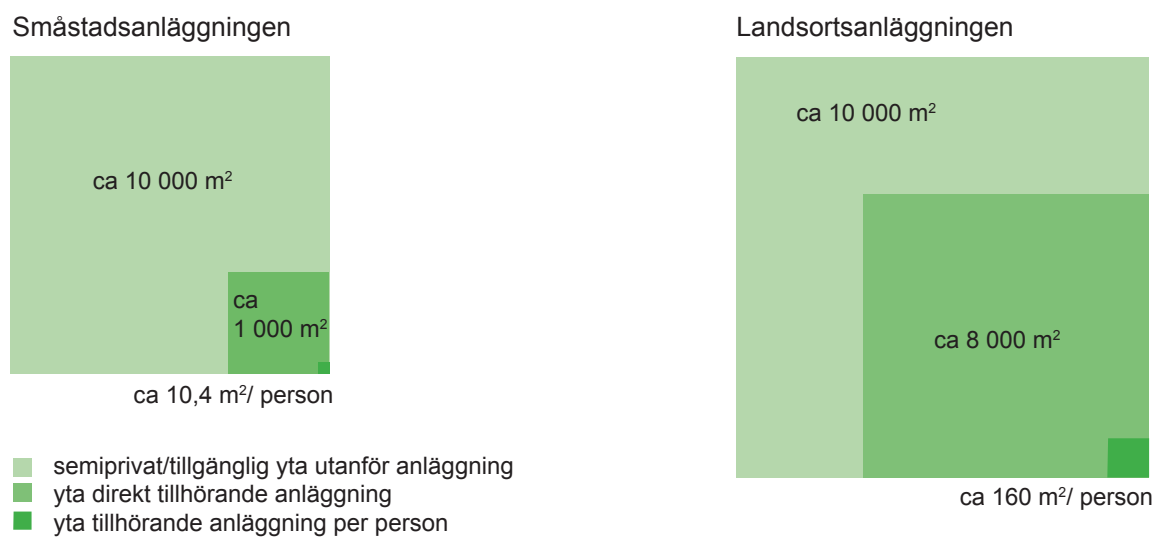 Småstadsanläggningen
ca 10 000 m²
ca
1 000 m²
ca 10,4 m²/ person
Landsortsanläggningen
ca 10 000 m²
ca 8 000 m²
ca 160 m²/ person
semiprivat/tillgänglig yta utanför anläggning
yta direkt tillhörande anläggning
yta tillhörande anläggning per person